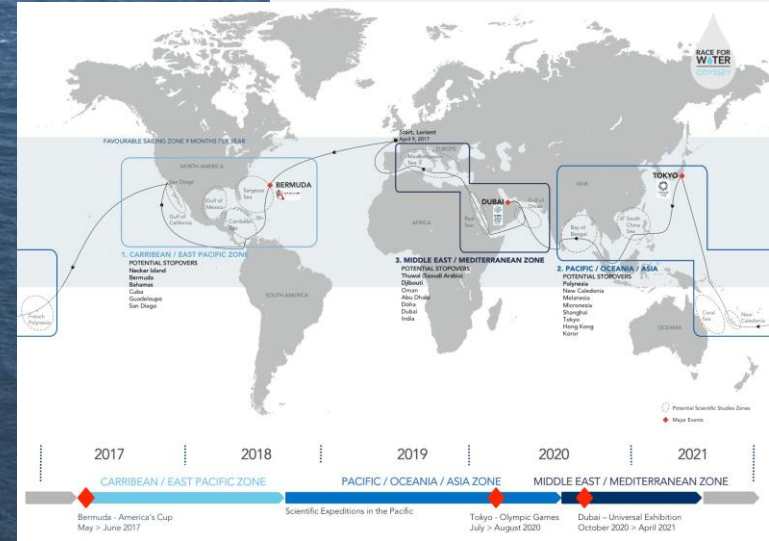 RACE FOR
WATER
ODYSSEY
FAVOURABLE SAILING ZONE 9 MONTHS PER YEAR
Start, Lorient
April 9, 2017
NORTH AMERICA
EUROPE
San Diego
Sargasso
Sea
BERMUDA
Gulf of
Mexico
Gulf of
California
ASIA
TOKYO
DUBAI
Gulf of
Oman
Red
Sea
AFRICA
Bay of
Bengal
South
China
Sea
1. CARRIBEAN / EAST PACIFIC ZONE
POTENTIAL STOPOVERS
Necker Island
Bermuda
Bahamas
Cuba
Guadeloupe
San Diego
SOUTH AMERICA
3. MIDDLE EAST / MEDITERRANEAN ZONE
POTENTIAL STOPOVERS
Thuwal (Saoudi Arabia)
Djibouti
Oman
Abu Dhabi
Doha
Dubai
India
2. PACIFIC / OCEANIA / ASIA
POTENTIAL STOPOVERS
Polynesia
New Caledonia
Melanesia
Micronesia
Shanghai
Tokyo
Hong Kong
Koror
French
Polynesia
OCEANIA
Coral
Sea
New
Caledonia
Potential Scientific Studies Zones
Major Events
2017 2018 2019 2020 2021
CARRIBEAN / EAST PACIFIC ZONE PACIFIC / OCEANIA / ASIA ZONE MIDDLE EAST / MEDITERRANEAN ZONE
Bermuda - America's Cup
May > June 2017
Scientific Expeditions in the Pacific
Tokyo - Olympic Games
July > August 2020
Dubai – Universal Exhibition
October 2020 > April 2021